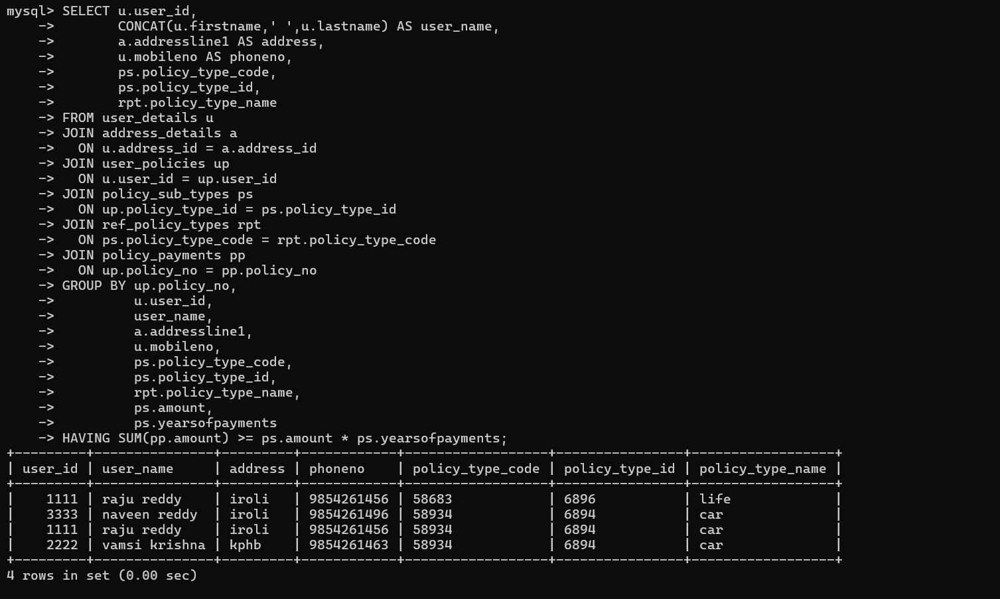 mysql> SELECT u.user_id,
    ->        CONCAT(u.firstname,' ',u.lastname) AS user_name,
    ->        a.addressline1 AS address,
    ->        u.mobileno AS phoneno,
    ->        ps.policy_type_code,
    ->        ps.policy_type_id,
    ->        rpt.policy_type_name
    -> FROM user_details u
    -> JOIN address_details a
    ->   ON u.address_id = a.address_id
    -> JOIN user_policies up
    ->   ON u.user_id = up.user_id
    -> JOIN policy_sub_types ps
    ->   ON up.policy_type_id = ps.policy_type_id
    -> JOIN ref_policy_types rpt
    ->   ON ps.policy_type_code = rpt.policy_type_code
    -> JOIN policy_payments pp
    ->   ON up.policy_no = pp.policy_no
    -> GROUP BY up.policy_no,
    ->          u.user_id,
    ->          user_name,
    ->          a.addressline1,
    ->          u.mobileno,
    ->          ps.policy_type_code,
    ->          ps.policy_type_id,
    ->          rpt.policy_type_name,
    ->          ps.amount,
    ->          ps.yearsofpayments
    -> HAVING SUM(pp.amount) >= ps.amount * ps.yearsofpayments;
+---------+---------------+---------+------------+------------------+----------------+------------------+
| user_id | user_name     | address | phoneno    | policy_type_code | policy_type_id | policy_type_name |
+---------+---------------+---------+------------+------------------+----------------+------------------+
|    1111 | raju reddy    | iroli   | 9854261456 | 58683            | 6896           | life             |
|    3333 | naveen reddy  | iroli   | 9854261496 | 58934            | 6894           | car              |
|    1111 | raju reddy    | iroli   | 9854261456 | 58934            | 6894           | car              |
|    2222 | vamsi krishna | kphb    | 9854261463 | 58934            | 6894           | car              |
+---------+---------------+---------+------------+------------------+----------------+------------------+
4 rows in set (0.00 sec)